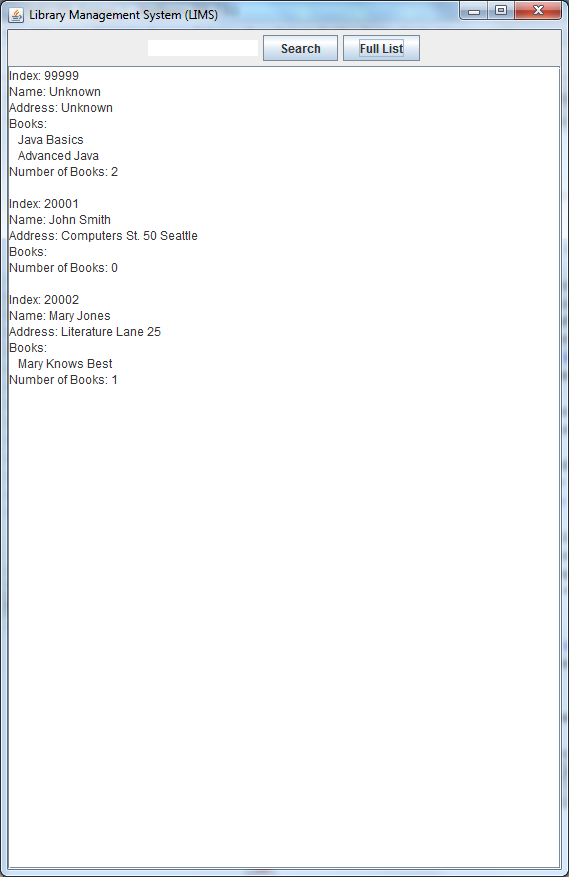 Library Management System (LIMS)
Search
Full List
Index: 99999
Name: Unknown
Address: Unknown
Books:
Java Basics
Advanced Java
Number of Books: 2
Index: 20001
Name: John Smith
Address: Computers St. 50 Seattle
Books:
Number of Books: 0
Index: 20002
Name: Mary Jones
Address: Literature Lane 25
Books:
Mary Knows Best
Number of Books: 1